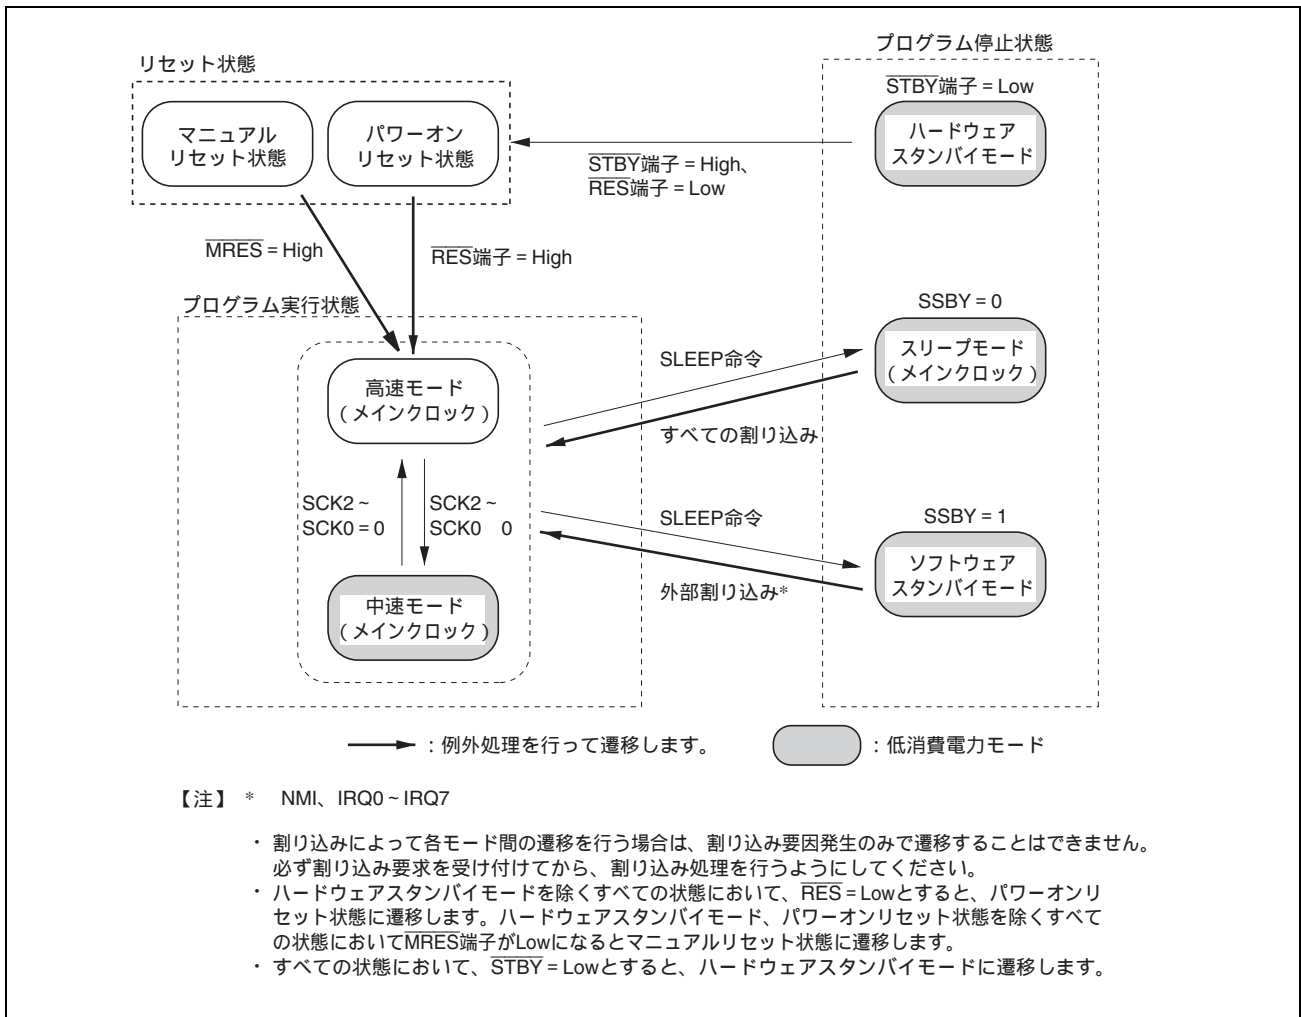 プログラム停止状態
リセット状態
STBY端子 = Low
マニュアル
リセット状態
パワーオン
リセット状態
ハードウェア
スタンバイモード
STBY端子 = High、
RES端子 = Low
MRES = High
RES端子 = High
プログラム実行状態
SSBY = 0
高速モード
(メインクロック)
SLEEP命令
スリープモード
(メインクロック)
すべての割り込み
SCK2~
SCK0 = 0
SCK2~
SCK0 0
SLEEP命令
SSBY = 1
外部割り込み*
ソフトウェア
スタンバイモード
中速モード
(メインクロック)
:例外処理を行って遷移します。
:低消費電力モード
【注】 * NMI、IRQ0~IRQ7
・ 割り込みによって各モード間の遷移を行う場合は、割り込み要因発生のみで遷移することはできません。
必ず割り込み要求を受け付けてから、割り込み処理を行うようにしてください。
・ ハードウェアスタンバイモードを除くすべての状態において、RES = Lowとすると、パワーオンリ
セット状態に遷移します。ハードウェアスタンバイモード、パワーオンリセット状態を除くすべて
の状態においてMRES端子がLowになるとマニュアルリセット状態に遷移します。
・ すべての状態において、STBY = Lowとすると、ハードウェアスタンバイモードに遷移します。